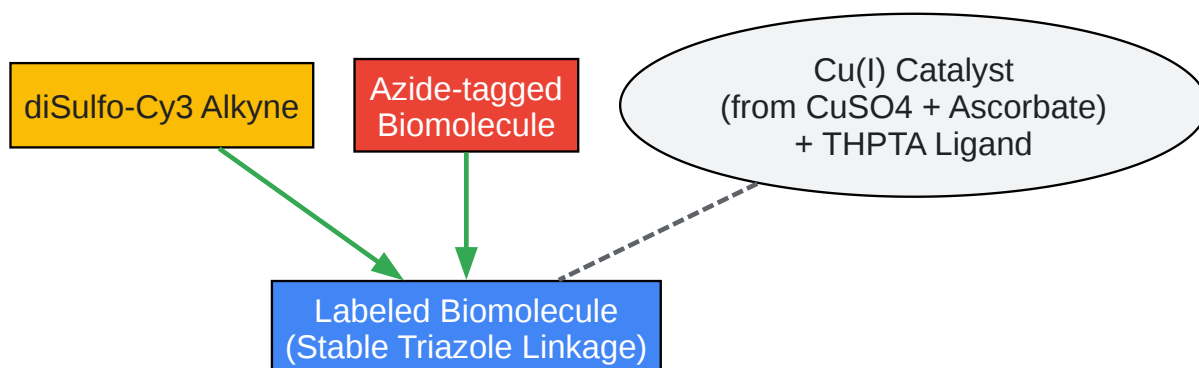 diSulfo-Cy3 Alkyne
Azide-tagged
Biomolecule
Cu(I) Catalyst
(from CuSO4 + Ascorbate)
+ THPTA Ligand
Labeled Biomolecule
(Stable Triazole Linkage)